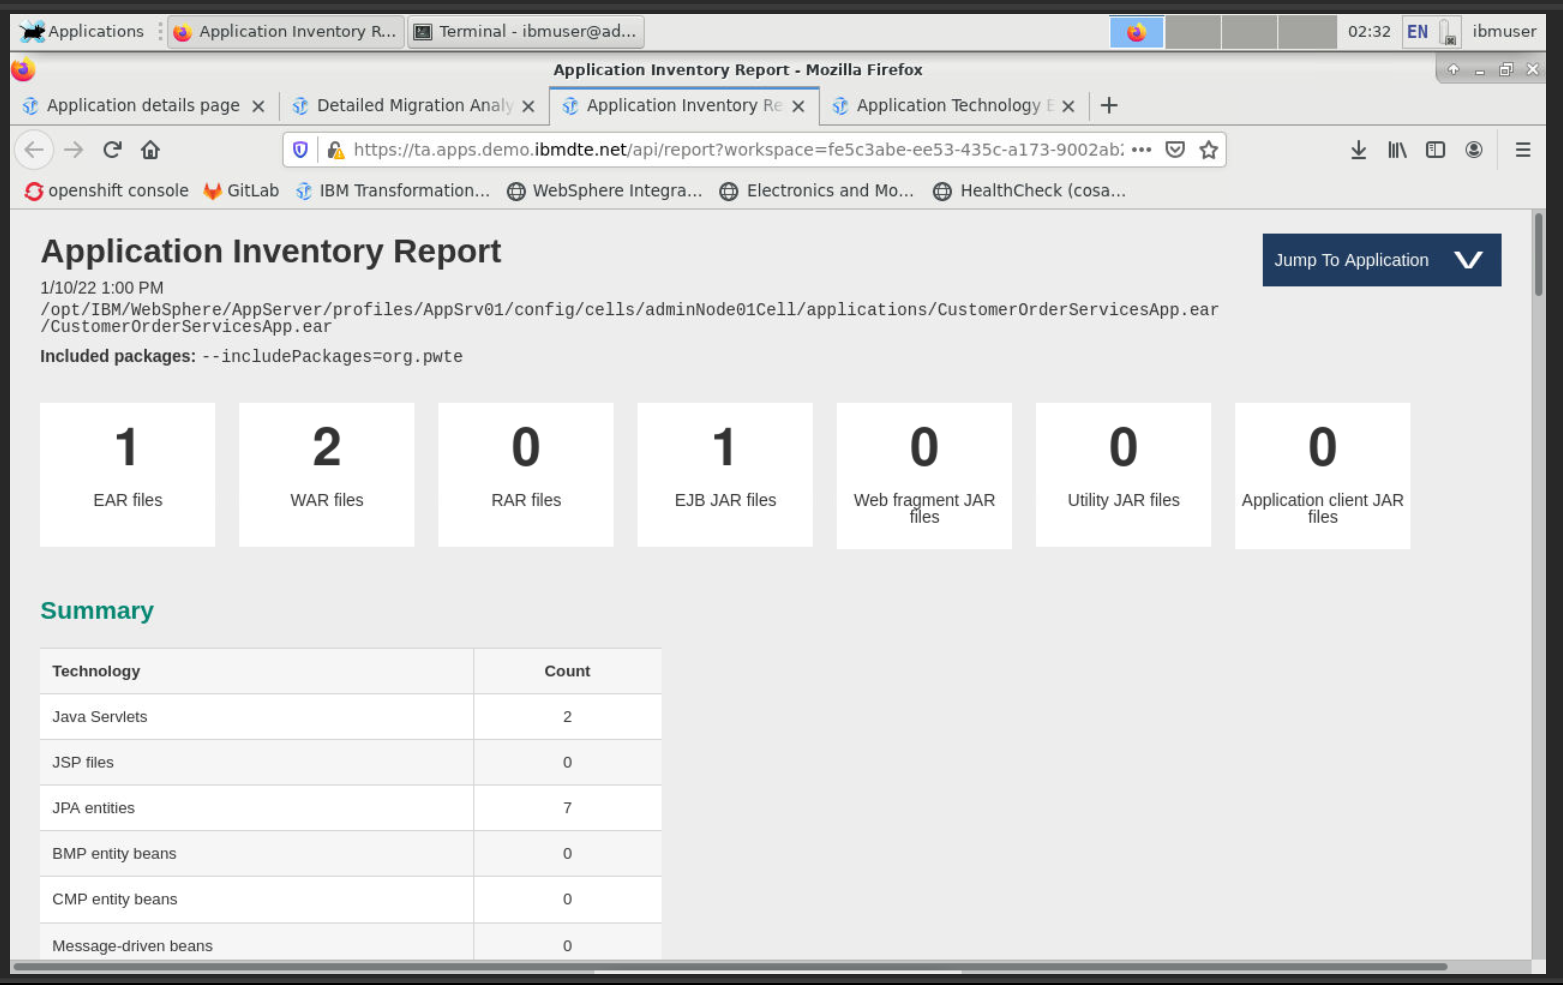 Applications
Application Inventory R...
Terminal - ibmuser@ad...
02:32
EN
ibmuser
Application Inventory Report - Mozilla Firefox
Application details page
Detailed Migration Analy
Application Inventory Re
Application Technology E
https://ta.apps.demo.ibmdte.net/api/report?workspace=fe5c3abe-ee53-435c-a173-9002ab2
openshift console
GitLab
IBM Transformation...
WebSphere Integra...
Electronics and Mo...
HealthCheck (cosa...
Application Inventory Report
Jump To Application
1/10/22 1:00 PM
/opt/IBM/WebSphere/AppServer/profiles/AppSrv01/config/cells/adminNode01Cell/applications/CustomerOrderServicesApp.ear
/CustomerOrderServicesApp.ear
Included packages: --includePackages=org.pwte
1
EAR files
2
WAR files
0
RAR files
1
EJB JAR files
0
Web fragment JAR
files
0
Utility JAR files
0
Application client JAR
files
Summary
Technology Count
Java Servlets 2
JSP files 0
JPA entities 7
BMP entity beans 0
CMP entity beans 0
Message-driven beans 0